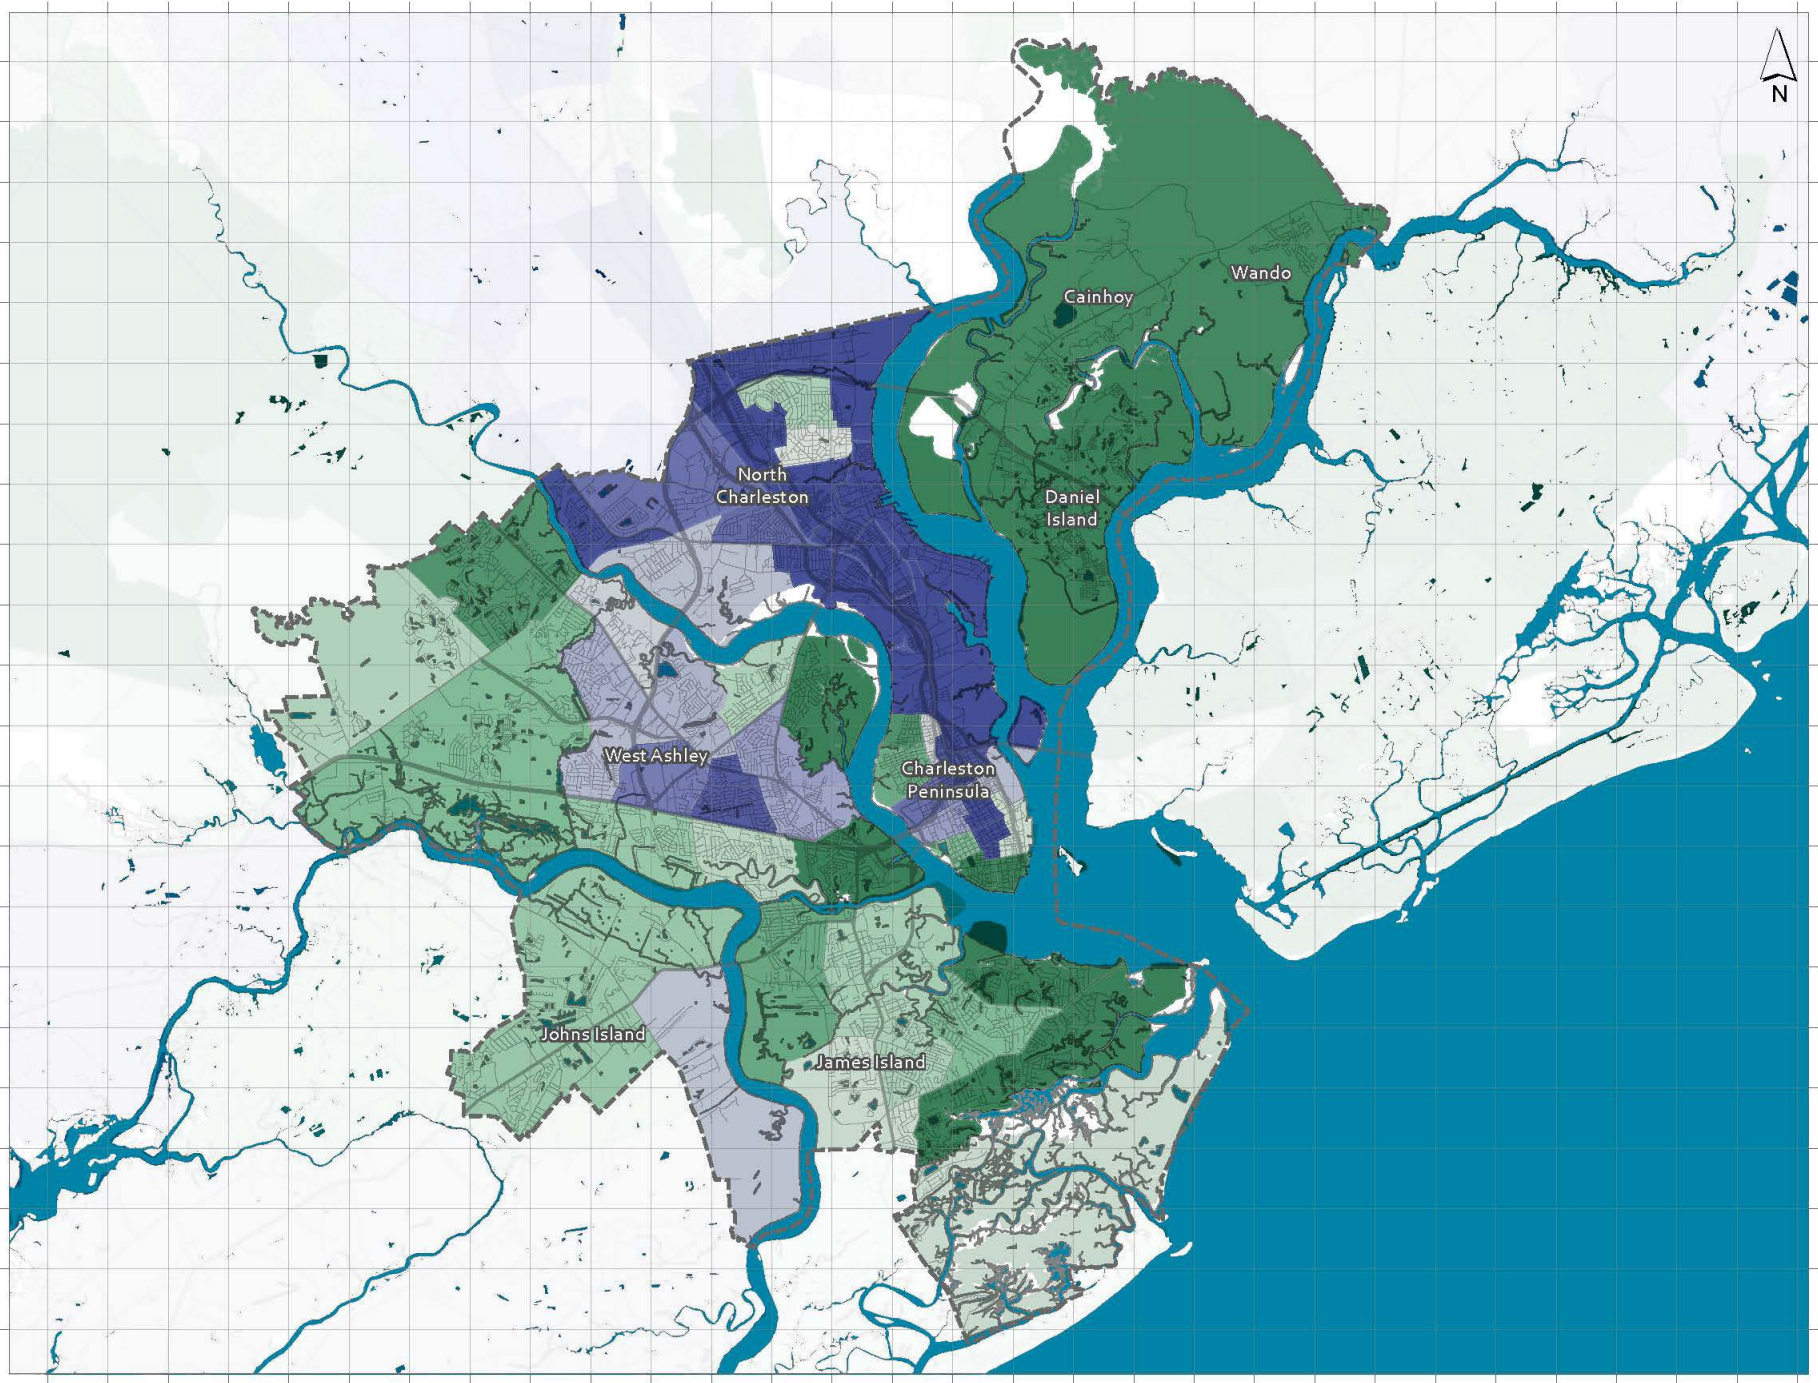 N
Wando
Cainhoy
North
Charleston
Daniel
Island
West Ashley
Charleston
Peninsula
Johns Island
James Island